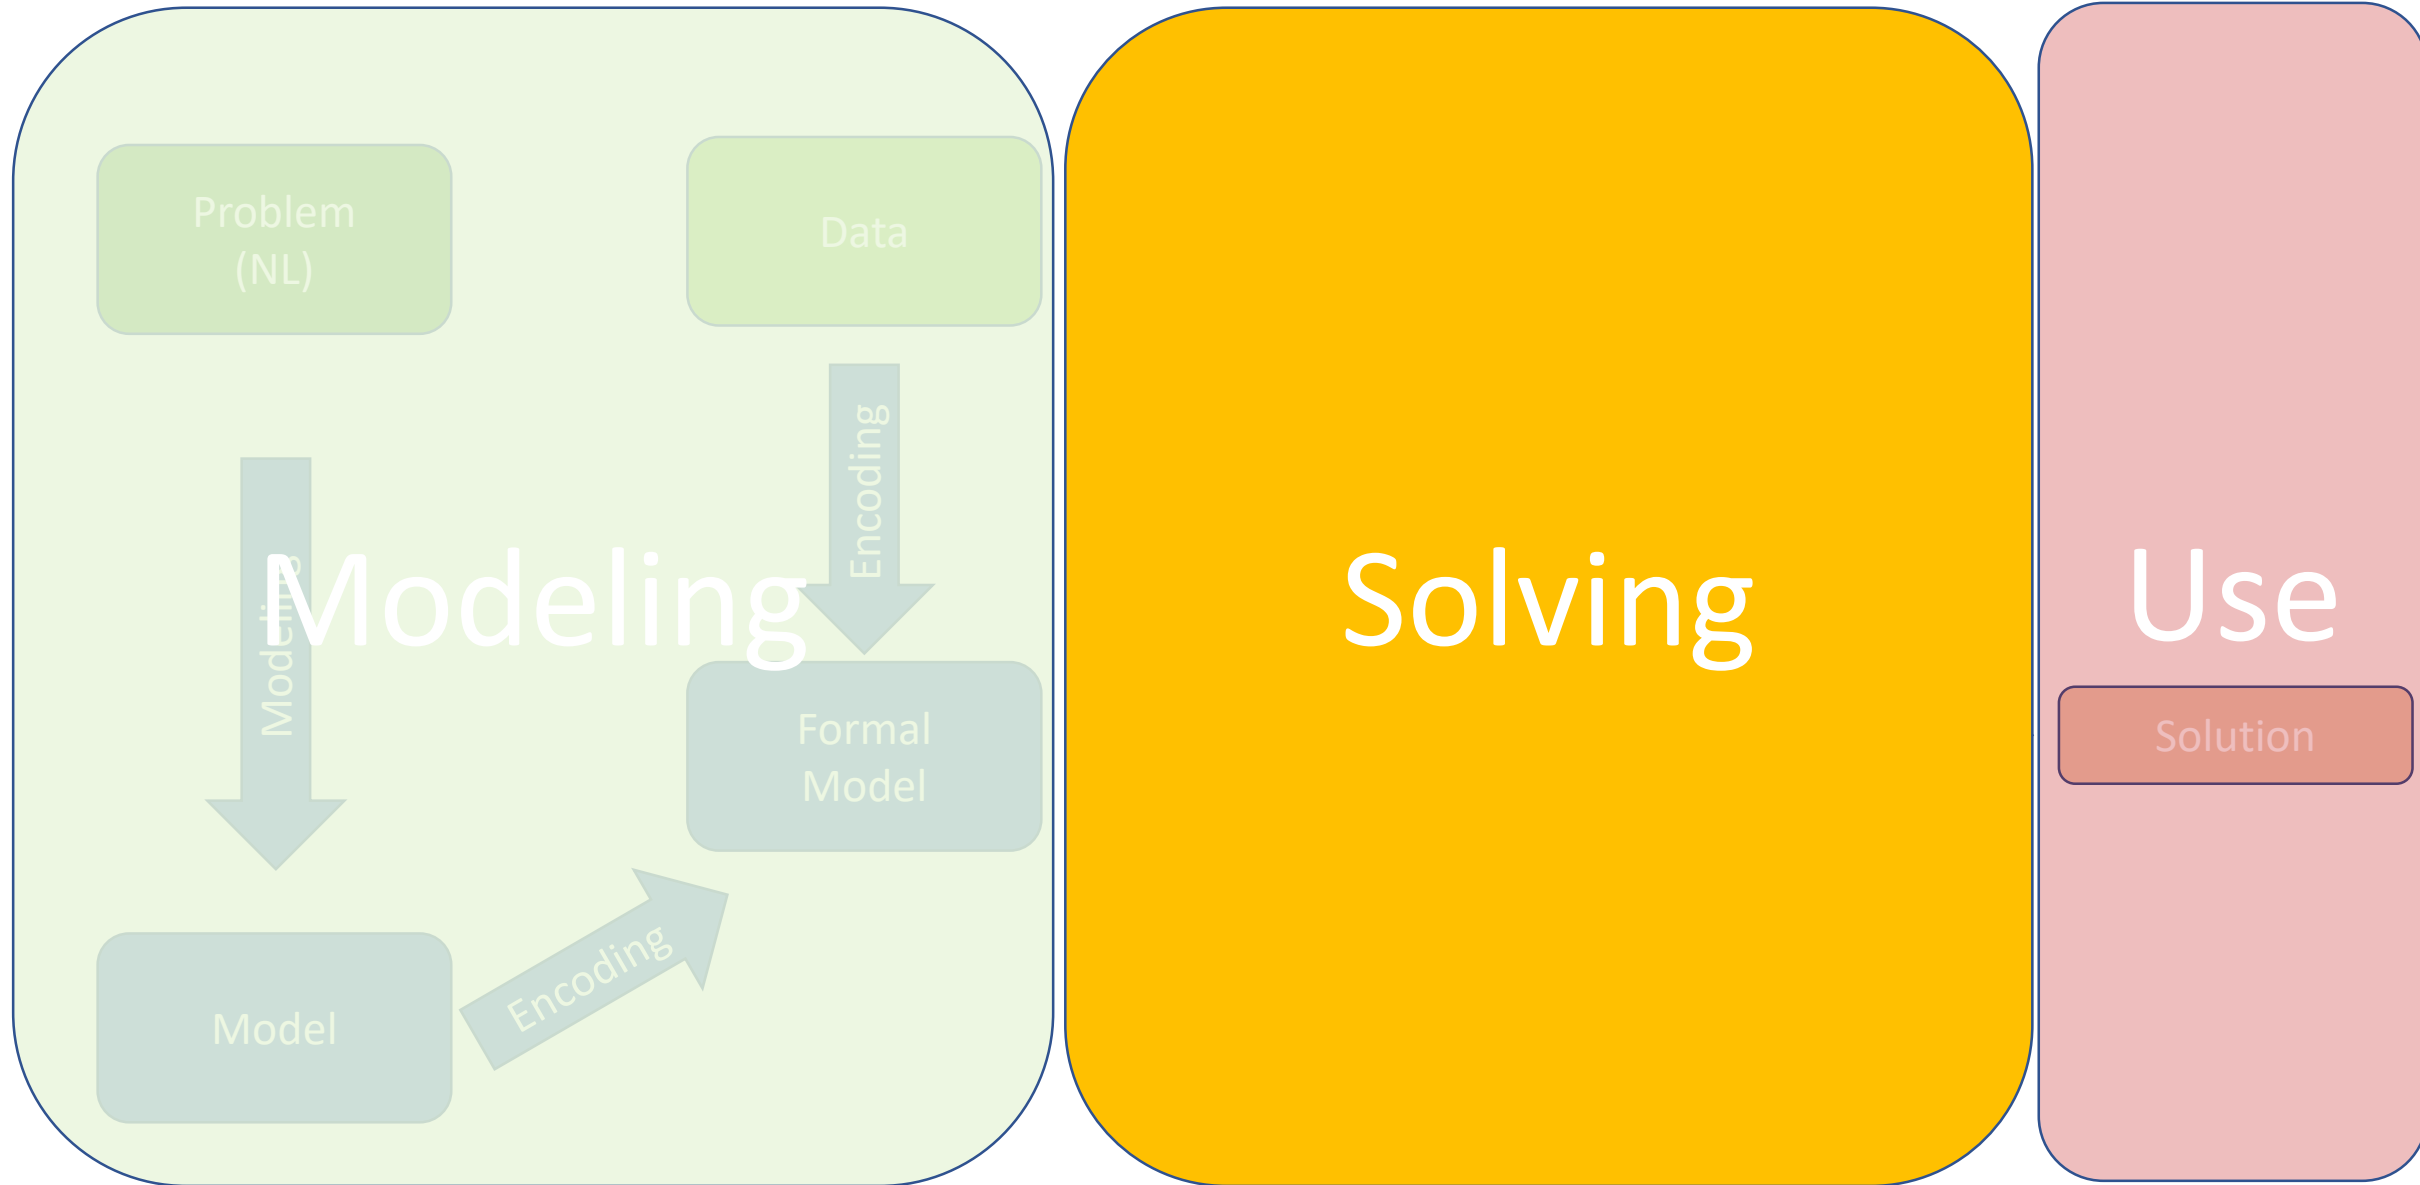 Problem
(NL)
Data
Encoding
Modeling
Modeling
Formal
Model
Encoding
Model
Solving
Use
Solution